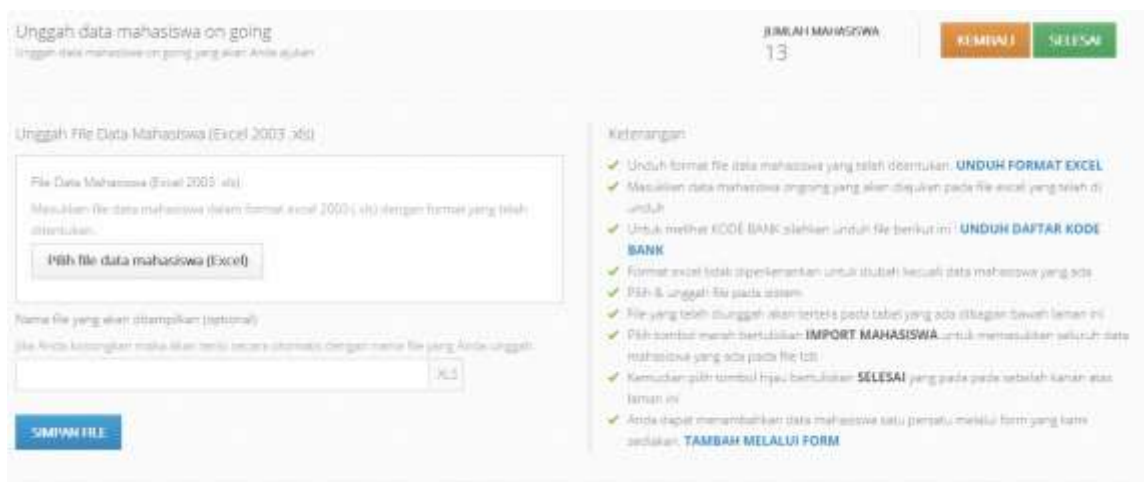 Unggah data mahasiswa on going
Unggah data mahasiswa on going yang akan Anda ajukan
JUMLAH MAHASISWA
13
KEMBALI
SELESAI
Unggah File Data Mahasiswa (Excel 2003 .xls)
File Data Mahasiswa (Excel 2003 .xls)
Masukkan file data mahasiswa dalam format excel 2003 (.xls) dengan format yang telah
ditentukan.
Pilih file data mahasiswa (Excel)
Nama file yang akan ditampilkan (optional)
Jika Anda kosongkan maka akan terisi secara otomatis dengan nama file yang Anda unggah
.XLS
SIMPAN FILE
Keterangan
Unduh format file data mahasiswa yang telah ditentukan. UNDUH FORMAT EXCEL
Masukkan data mahasiswa ongoing yang akan diajukan pada file excel yang telah di
unduh
Untuk melihat KODE BANK silahkan unduh file berikut ini : UNDUH DAFTAR KODE
BANK
Format excel tidak diperkenankan untuk diubah kecuali data mahasiswa yang ada
Pilih & unggah file pada sistem
File yang telah diunggah akan tertera pada tabel yang ada dibagian bawah laman ini
Pilih tombol merah bertuliskan IMPORT MAHASISWA untuk memasukkan seluruh data
mahasiswa yang ada pada file tsb
Kemudian pilih tombol hijau bertuliskan SELESAI yang pada pada sebelah kanan atas
laman ini
Anda dapat menambahkan data mahasiswa satu persatu melalui form yang kami
sediakan. TAMBAH MELALUI FORM